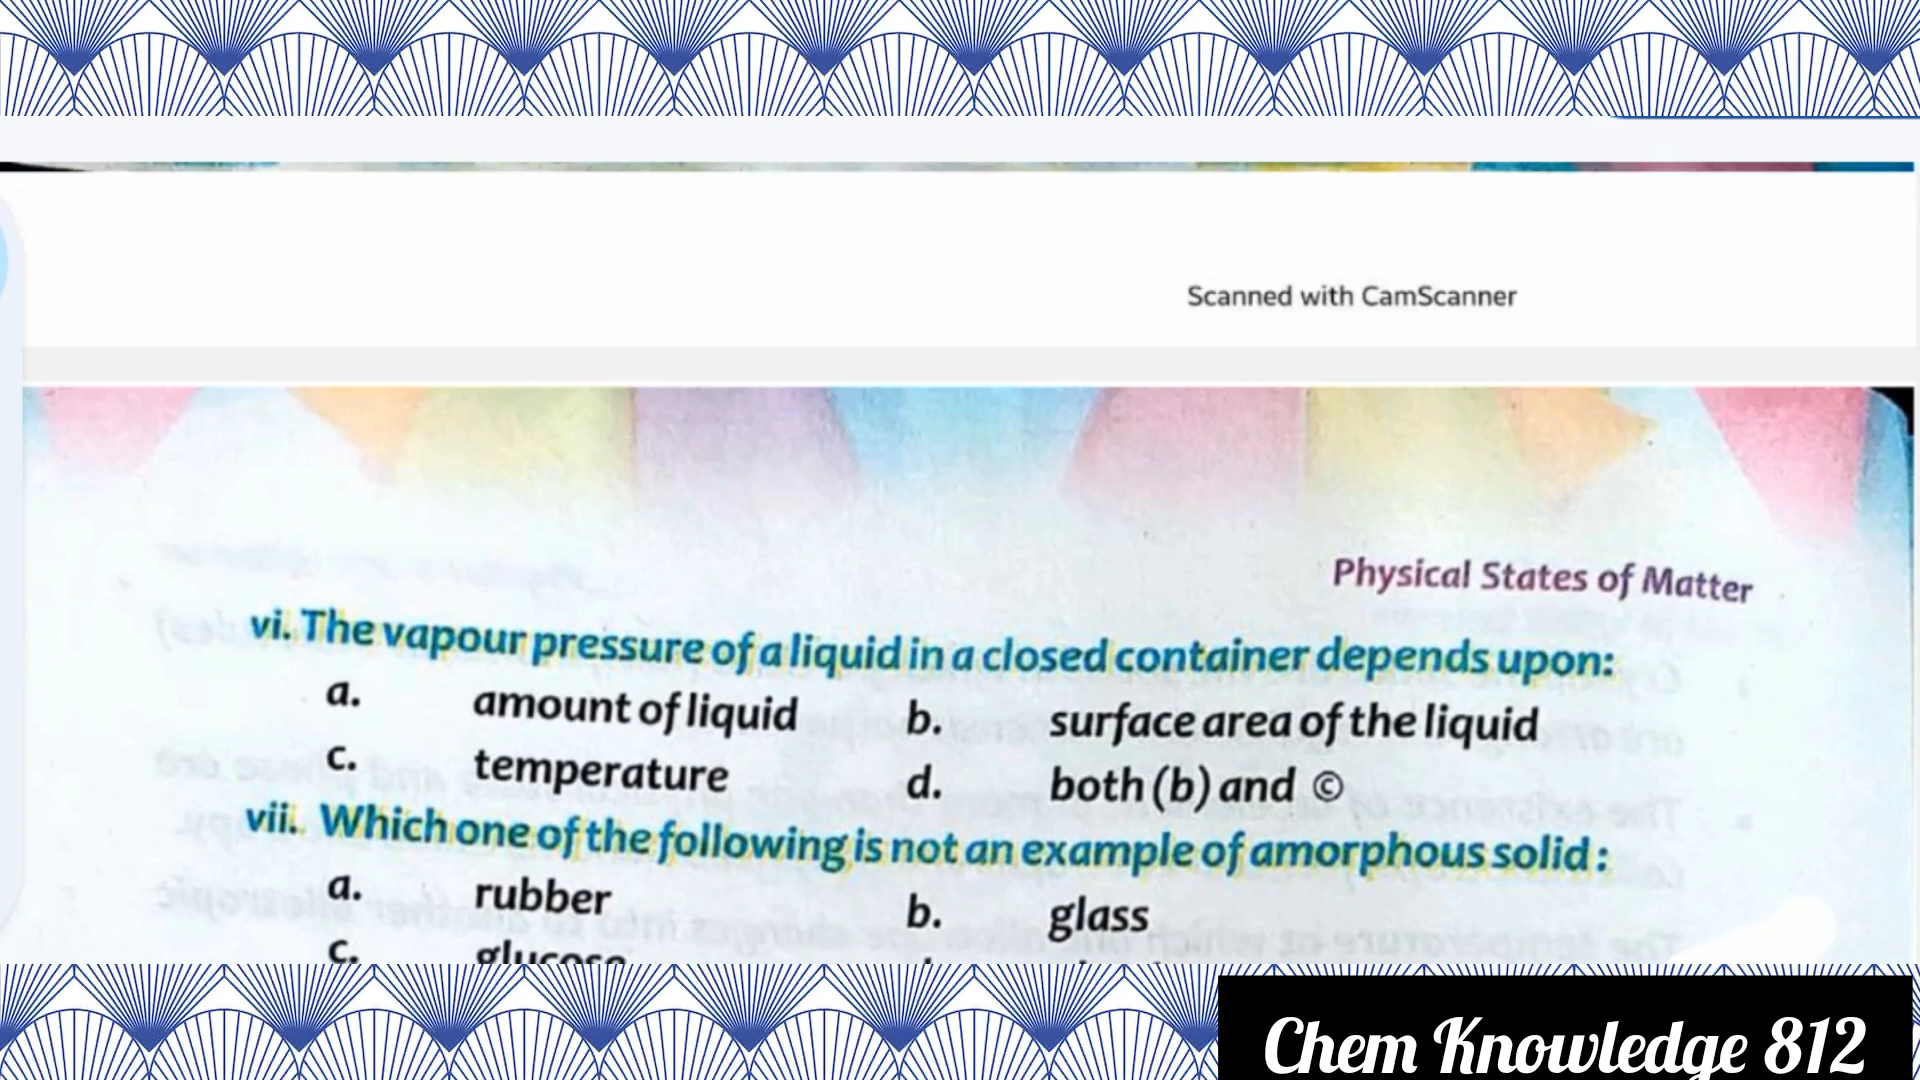 Scanned with CamScanner
Physical States of Matter
vi. The vapour pressure of a liquid in a closed container depends upon:
a. amount of liquid b. surface area of the liquid
c. temperature d. both (b) and ©
vii. Which one of the following is not an example of amorphous solid :
a. rubber b. glass
c. glucose
Chem Knowledge 812